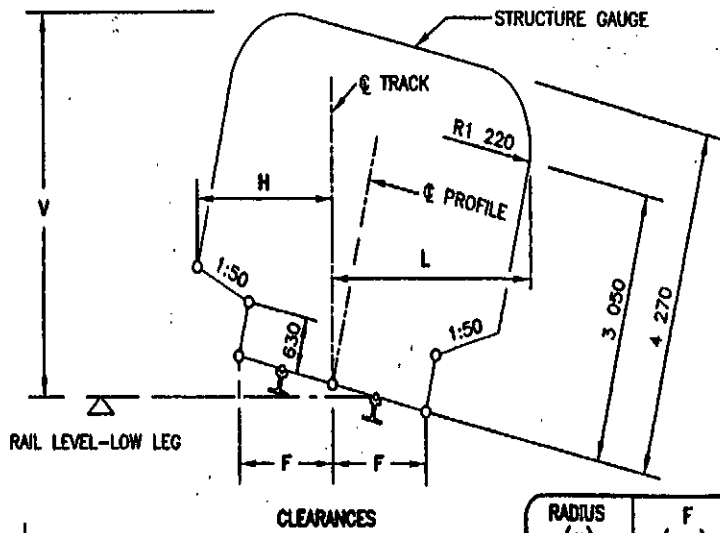 STRUCTURE GAUGE
℄ TRACK
R1 220
H
V
℄ PROFILE
L
1:50
1:50
630
3 050
4 270
RAIL LEVEL-LOW LEG
F
F
CLEARANCES
RADIUS
F